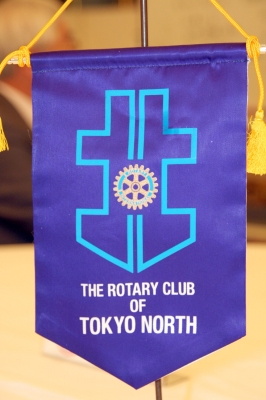 THE ROTARY CLUB
OF
TOKYO NORTH